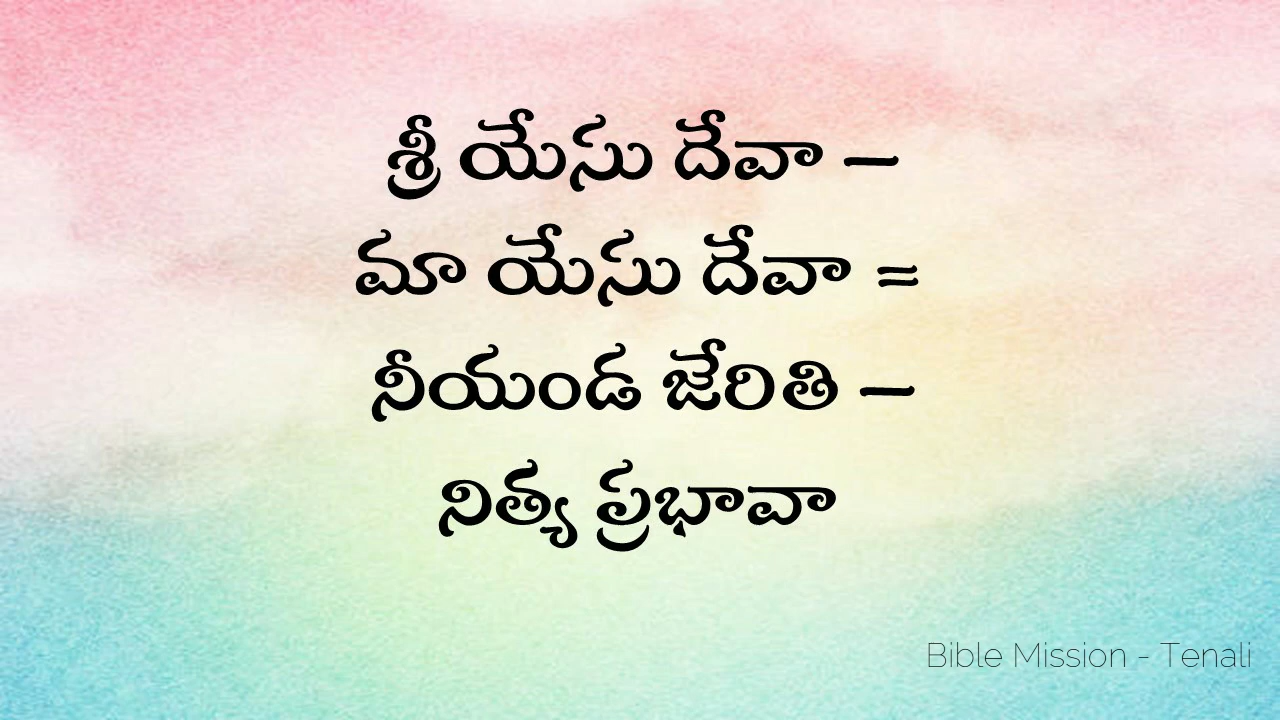 శ్రీ యేసు దేవా –
మా యేసు దేవా =
నీయండ జేరితి –
నిత్య ప్రభావా
Bible Mission - Tenali